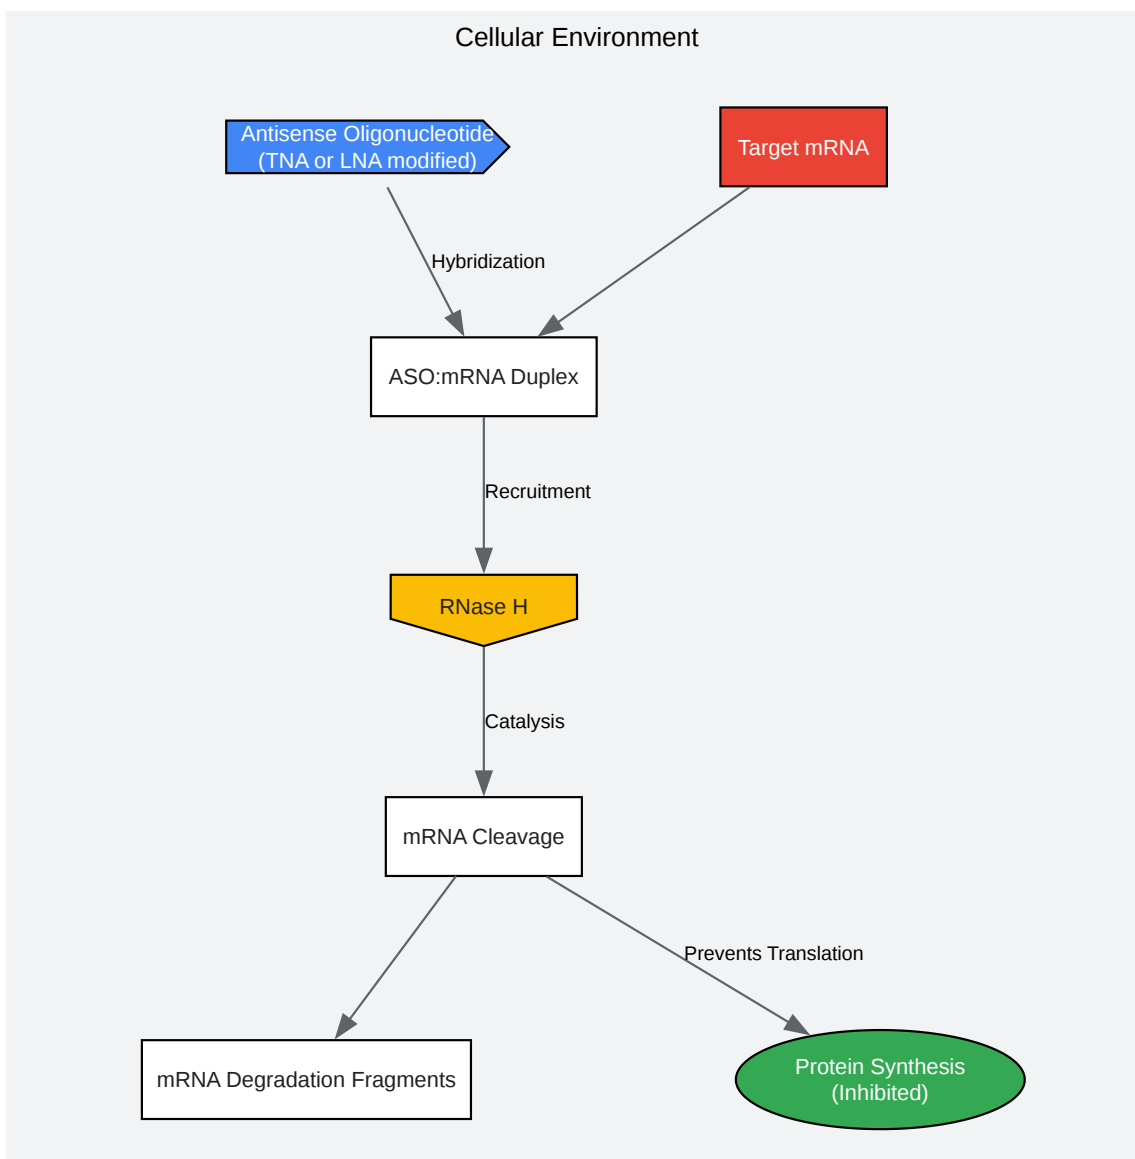 Cellular Environment
Antisense Oligonucleotide
(TNA or LNA modified)
Target mRNA
Hybridization
ASO:mRNA Duplex
Recruitment
RNase H
Catalysis
mRNA Cleavage
Prevents Translation
mRNA Degradation Fragments
Protein Synthesis
(Inhibited)